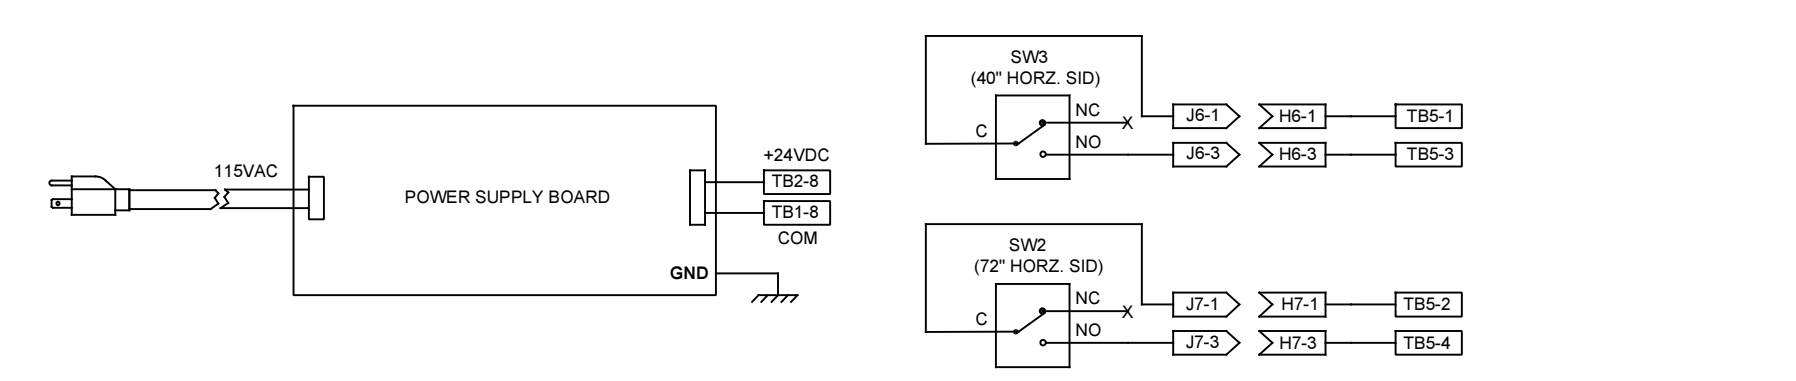 115VAC
POWER SUPPLY BOARD
+24VDC
TB2-8
TB1-8
COM
GND
SW3
(40" HORZ. SID)
NC
X
C
NO
J6-1
H6-1
TB5-1
J6-3
H6-3
TB5-3
SW2
(72" HORZ. SID)
NC
X
C
NO
J7-1
H7-1
TB5-2
J7-3
H7-3
TB5-4